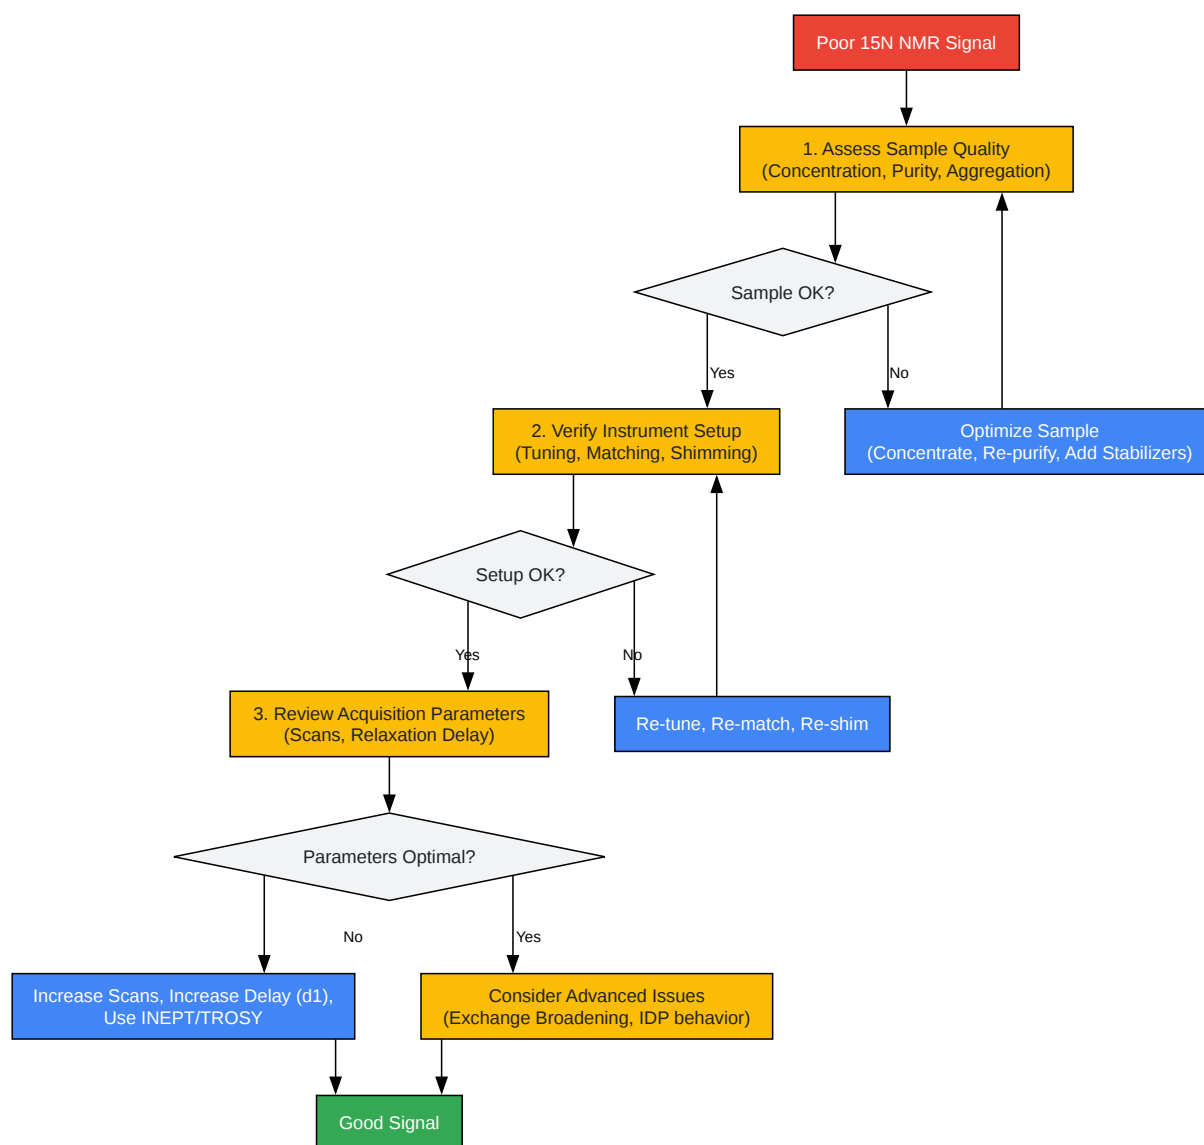 Poor 15N NMR Signal
1. Assess Sample Quality
(Concentration, Purity, Aggregation)
Sample OK?
Yes
No
2. Verify Instrument Setup
(Tuning, Matching, Shimming)
Optimize Sample
(Concentrate, Re-purify, Add Stabilizers)
Setup OK?
Yes
No
3. Review Acquisition Parameters
(Scans, Relaxation Delay)
Re-tune, Re-match, Re-shim
Parameters Optimal?
No
Yes
Increase Scans, Increase Delay (d1),
Use INEPT/TROSY
Consider Advanced Issues
(Exchange Broadening, IDP behavior)
Good Signal